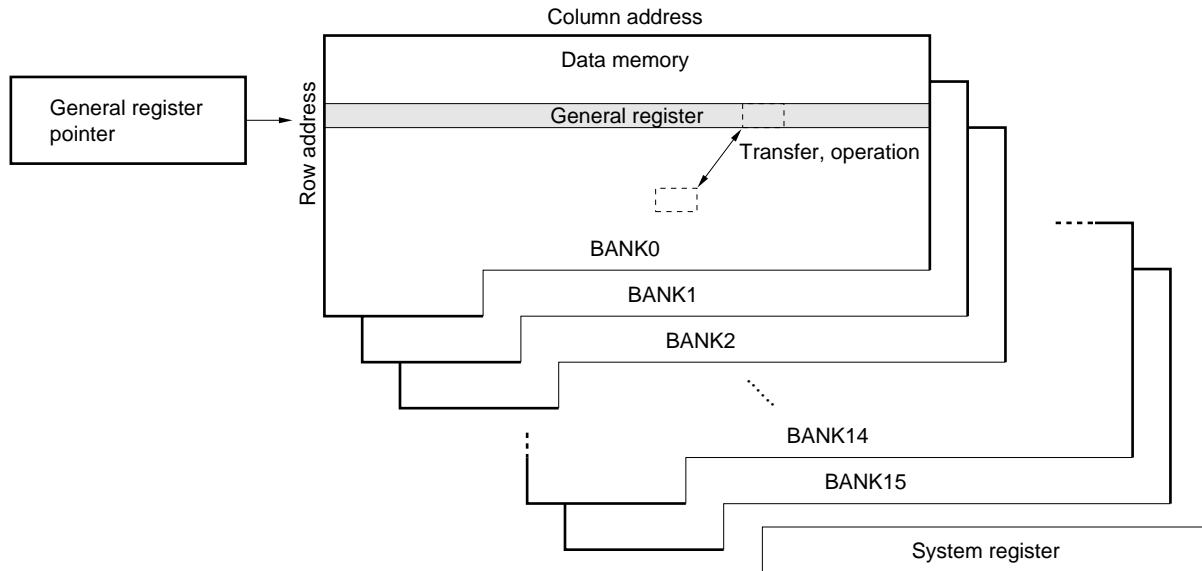 Column address
Data memory
General register
pointer
Row address
General register
Transfer, operation
BANK0
BANK1
BANK2
BANK14
BANK15
System register